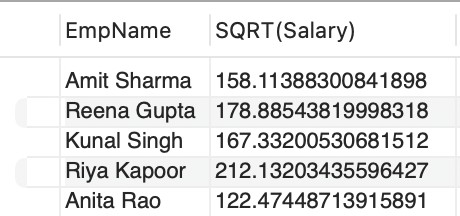 EmpName SQRT(Salary)
Amit Sharma 158.11388300841898
Reena Gupta 178.88543819998318
Kunal Singh 167.33200530681512
Riya Kapoor 212.13203435596427
Anita Rao 122.47448713915891